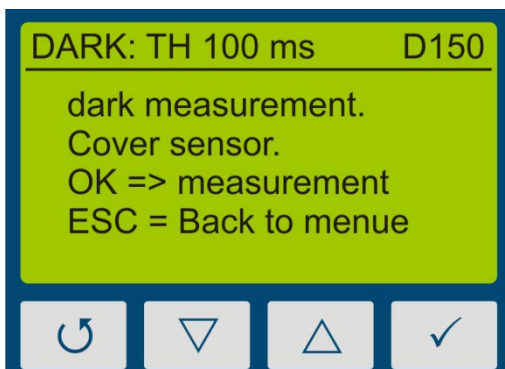 DARK: TH 100 ms D150
dark measurement.
Cover sensor.
OK => measurement
ESC = Back to menue